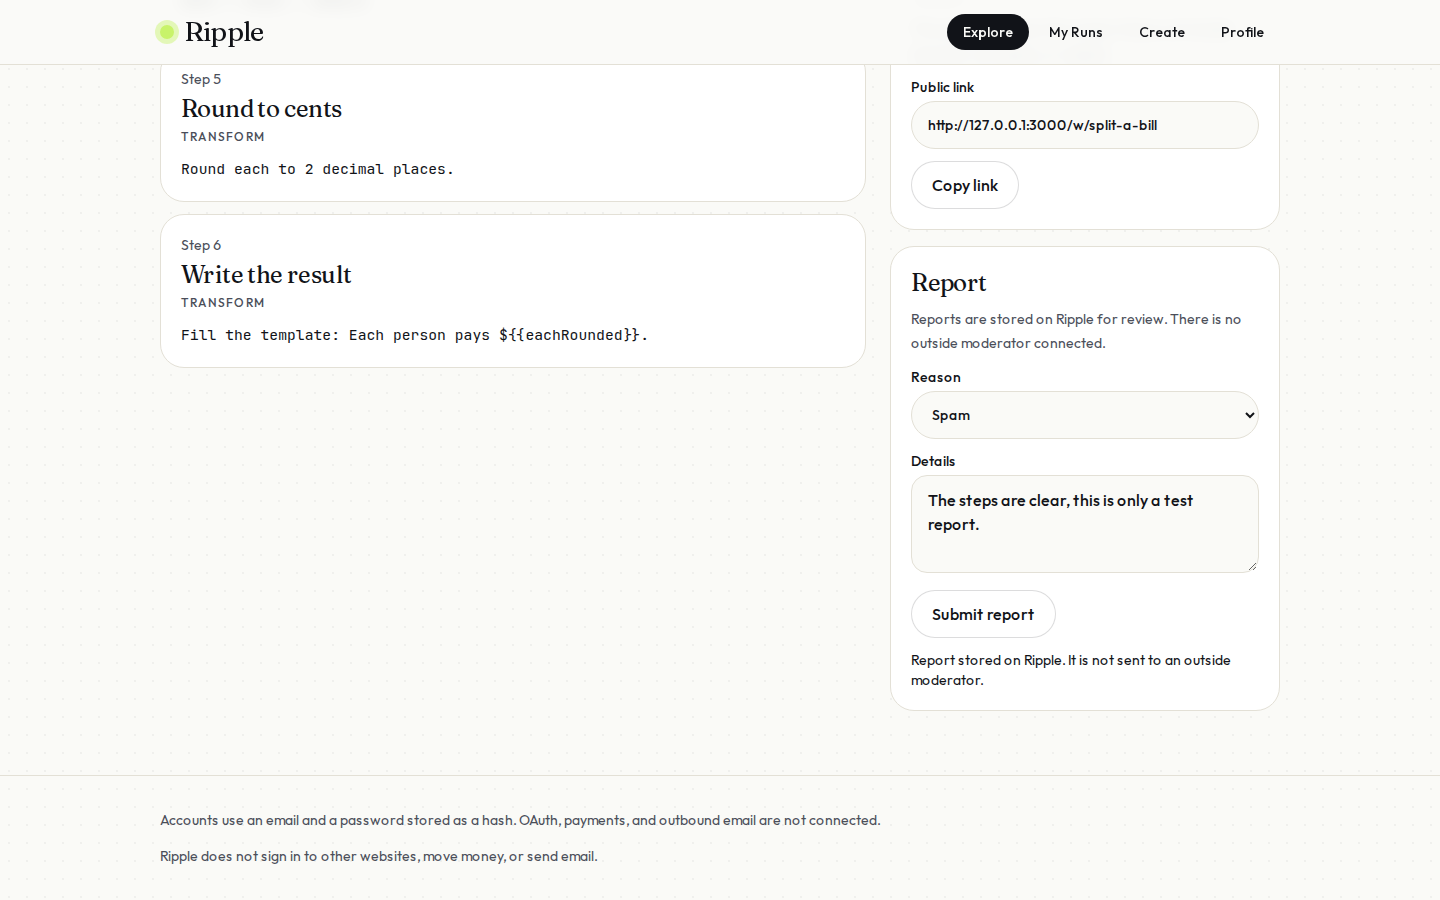 Ripple
Explore
My Runs
Create
Profile
Step 5
Round to cents
TRANSFORM
Round each to 2 decimal places.
Step 6
Write the result
TRANSFORM
Fill the template: Each person pays ${{eachRounded}}.
Public link
http://127.0.0.1:3000/w/split-a-bill
Copy link
Report
Reports are stored on Ripple for review. There is no
outside moderator connected.
Reason
Spam
Details
The steps are clear, this is only a test
report.
Submit report
Report stored on Ripple. It is not sent to an outside
moderator.
Accounts use an email and a password stored as a hash. OAuth, payments, and outbound email are not connected.
Ripple does not sign in to other websites, move money, or send email.